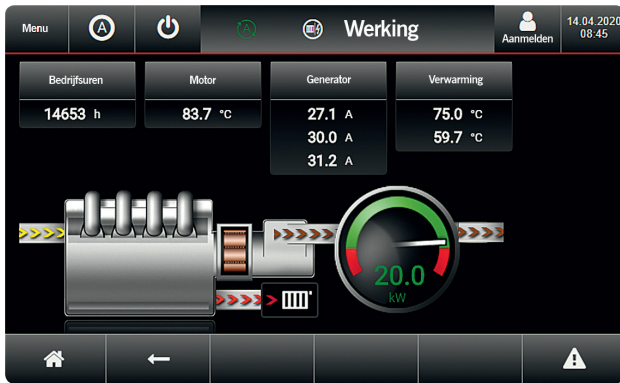 Menu
A
A
Werking
Aanmelden
14.04.2020
08:45
Bedrijfsuren
Motor
Generator
Verwarming
14653 h
83.7 °C
27.1 A
75.0 °C
30.0 A
59.7 °C
31.2 A
20.0
kW